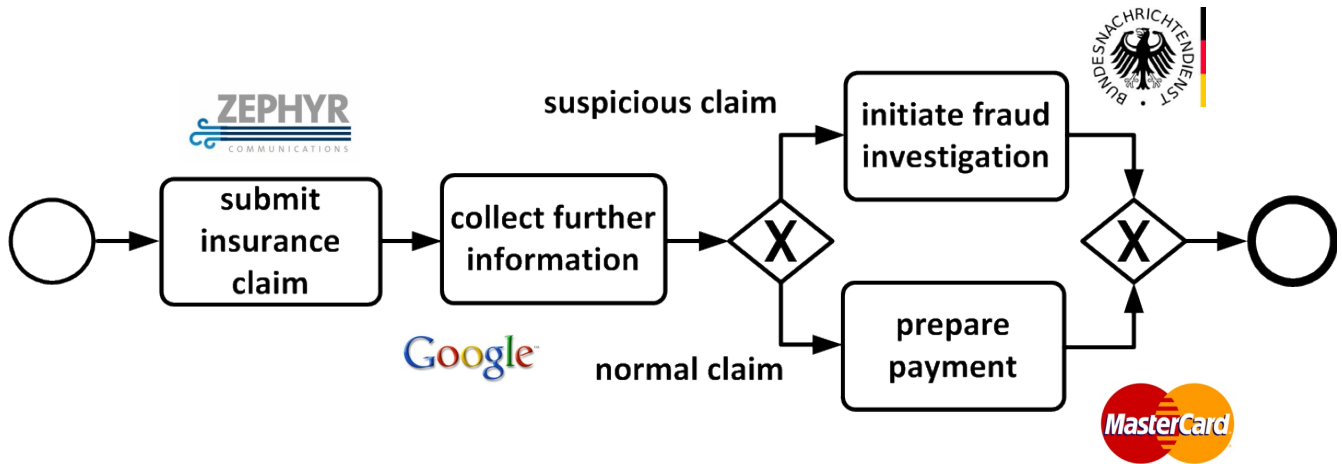 ZEPHYR
COMMUNICATIONS
submit
insurance
claim
collect further
information
Google™
suspicious claim
X
normal claim
initiate fraud
investigation
BUNDESNACHRICHTENDIENST
prepare
payment
X
MasterCard